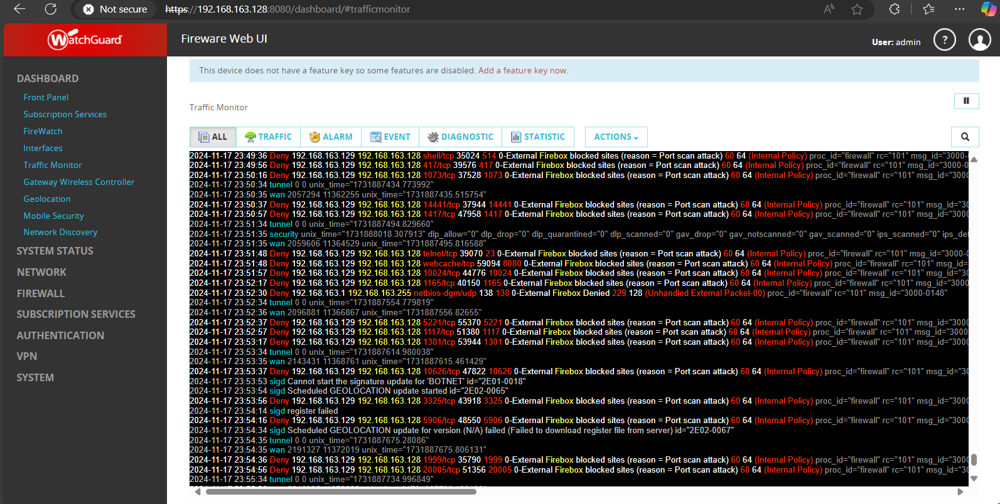 Not secure
https://192.168.163.128:8080/dashboard/#trafficmonitor
WatchGuard
Fireware Web UI
User: admin
?
DASHBOARD
Front Panel
Subscription Services
FireWatch
Interfaces
Traffic Monitor
Gateway Wireless Controller
Geolocation
Mobile Security
Network Discovery
SYSTEM STATUS
NETWORK
FIREWALL
SUBSCRIPTION SERVICES
AUTHENTICATION
VPN
SYSTEM
This device does not have a feature key so some features are disabled. Add a feature key now.
Traffic Monitor
ALL TRAFFIC ALARM EVENT DIAGNOSTIC STATISTIC ACTIONS
2024-11-17 23:49:36 Deny 192.168.163.129 192.168.163.128 shell/tcp 35024 514 0-External Firebox blocked sites (reason = Port scan attack) 60 64 (Internal Policy) proc_id="firewall" rc="101" msg_id="3000-
2024-11-17 23:49:56 Deny 192.168.163.129 192.168.163.128 417/tcp 39576 417 0-External Firebox blocked sites (reason = Port scan attack) 60 64 (Internal Policy) proc_id="firewall" rc="101" msg_id="3000-0
2024-11-17 23:50:16 Deny 192.168.163.129 192.168.163.128 1073/tcp 37528 1073 0-External Firebox blocked sites (reason = Port scan attack) 60 64 (Internal Policy) proc_id="firewall" rc="101" msg_id="300
2024-11-17 23:50:34 tunnel 0 0 unix_time="1731887434.773992"
2024-11-17 23:50:35 wan 2057294 11362255 unix_time="1731887435.515754"
2024-11-17 23:50:37 Deny 192.168.163.129 192.168.163.128 14441/tcp 37944 14441 0-External Firebox blocked sites (reason = Port scan attack) 60 64 (Internal Policy) proc_id="firewall" rc="101" msg_id="30
2024-11-17 23:50:57 Deny 192.168.163.129 192.168.163.128 1417/tcp 47958 1417 0-External Firebox blocked sites (reason = Port scan attack) 60 64 (Internal Policy) proc_id="firewall" rc="101" msg_id="3000
2024-11-17 23:51:34 tunnel 0 0 unix_time="1731887494.829660"
2024-11-17 23:51:35 security unix_time="1731888018.307913" dlp_allow="0" dlp_drop="0" dlp_quarantined="0" dlp_scanned="0" gav_drop="0" gav_notscanned="0" gav_scanned="0" ips_scanned="0" ips_det
2024-11-17 23:51:35 wan 2059606 11364529 unix_time="1731887495.816588"
2024-11-17 23:51:48 Deny 192.168.163.129 192.168.163.128 telnet/tcp 39070 23 0-External Firebox blocked sites (reason = Port scan attack) 60 64 (Internal Policy) proc_id="firewall" rc="101" msg_id="3000-0
2024-11-17 23:51:48 Deny 192.168.163.129 192.168.163.128 webcache/tcp 59094 8080 0-External Firebox blocked sites (reason = Port scan attack) 60 64 (Internal Policy) proc_id="firewall" rc="101" msg_id=
2024-11-17 23:51:57 Deny 192.168.163.129 192.168.163.128 10024/tcp 44776 10024 0-External Firebox blocked sites (reason = Port scan attack) 60 64 (Internal Policy) proc_id="firewall" rc="101" msg_id="30
2024-11-17 23:52:17 Deny 192.168.163.129 192.168.163.128 1165/tcp 40150 1165 0-External Firebox blocked sites (reason = Port scan attack) 60 64 (Internal Policy) proc_id="firewall" rc="101" msg_id="3000
2024-11-17 23:52:30 Deny 192.168.163.1 192.168.163.255 netbios-dgm/udp 138 138 0-External Firebox Denied 229 128 (Unhandled External Packet-00) proc_id="firewall" rc="101" msg_id="3000-0148"
2024-11-17 23:52:34 tunnel 0 0 unix_time="1731887554.779819"
2024-11-17 23:52:36 wan 2096881 11366867 unix_time="1731887556.82655"
2024-11-17 23:52:37 Deny 192.168.163.129 192.168.163.128 5221/tcp 55370 5221 0-External Firebox blocked sites (reason = Port scan attack) 60 64 (Internal Policy) proc_id="firewall" rc="101" msg_id="300
2024-11-17 23:52:57 Deny 192.168.163.129 192.168.163.128 1117/tcp 51380 1117 0-External Firebox blocked sites (reason = Port scan attack) 60 64 (Internal Policy) proc_id="firewall" rc="101" msg_id="3000
2024-11-17 23:53:17 Deny 192.168.163.129 192.168.163.128 1301/tcp 53944 1301 0-External Firebox blocked sites (reason = Port scan attack) 60 64 (Internal Policy) proc_id="firewall" rc="101" msg_id="300
2024-11-17 23:53:34 tunnel 0 0 unix_time="1731887614.980038"
2024-11-17 23:53:35 wan 2143431 11368761 unix_time="1731887615.461429"
2024-11-17 23:53:37 Deny 192.168.163.129 192.168.163.128 10626/tcp 47822 10626 0-External Firebox blocked sites (reason = Port scan attack) 60 64 (Internal Policy) proc_id="firewall" rc="101" msg_id="30
2024-11-17 23:53:53 sigd Cannot start the signature update for 'BOTNET' id="2E01-0018"
2024-11-17 23:53:54 sigd Scheduled GEOLOCATION update started id="2E02-0065"
2024-11-17 23:53:56 Deny 192.168.163.129 192.168.163.128 3325/tcp 43918 3325 0-External Firebox blocked sites (reason = Port scan attack) 60 64 (Internal Policy) proc_id="firewall" rc="101" msg_id="300
2024-11-17 23:54:14 sigd register failed
2024-11-17 23:54:16 Deny 192.168.163.129 192.168.163.128 5906/tcp 48550 5906 0-External Firebox blocked sites (reason = Port scan attack) 60 64 (Internal Policy) proc_id="firewall" rc="101" msg_id="300
2024-11-17 23:54:34 sigd Scheduled GEOLOCATION update for version (N/A) failed (Failed to download register file from server) id="2E02-0067"
2024-11-17 23:54:35 tunnel 0 0 unix_time="1731887675.28086"
2024-11-17 23:54:35 wan 2191327 11372019 unix_time="1731887675.806131"
2024-11-17 23:54:36 Deny 192.168.163.129 192.168.163.128 1999/tcp 35790 1999 0-External Firebox blocked sites (reason = Port scan attack) 60 64 (Internal Policy) proc_id="firewall" rc="101" msg_id="300
2024-11-17 23:54:56 Deny 192.168.163.129 192.168.163.128 20005/tcp 51356 20005 0-External Firebox blocked sites (reason = Port scan attack) 60 64 (Internal Policy) proc_id="firewall" rc="101" msg_id="30
2024-11-17 23:55:34 tunnel 0 0 unix_time="1731887734.996849"